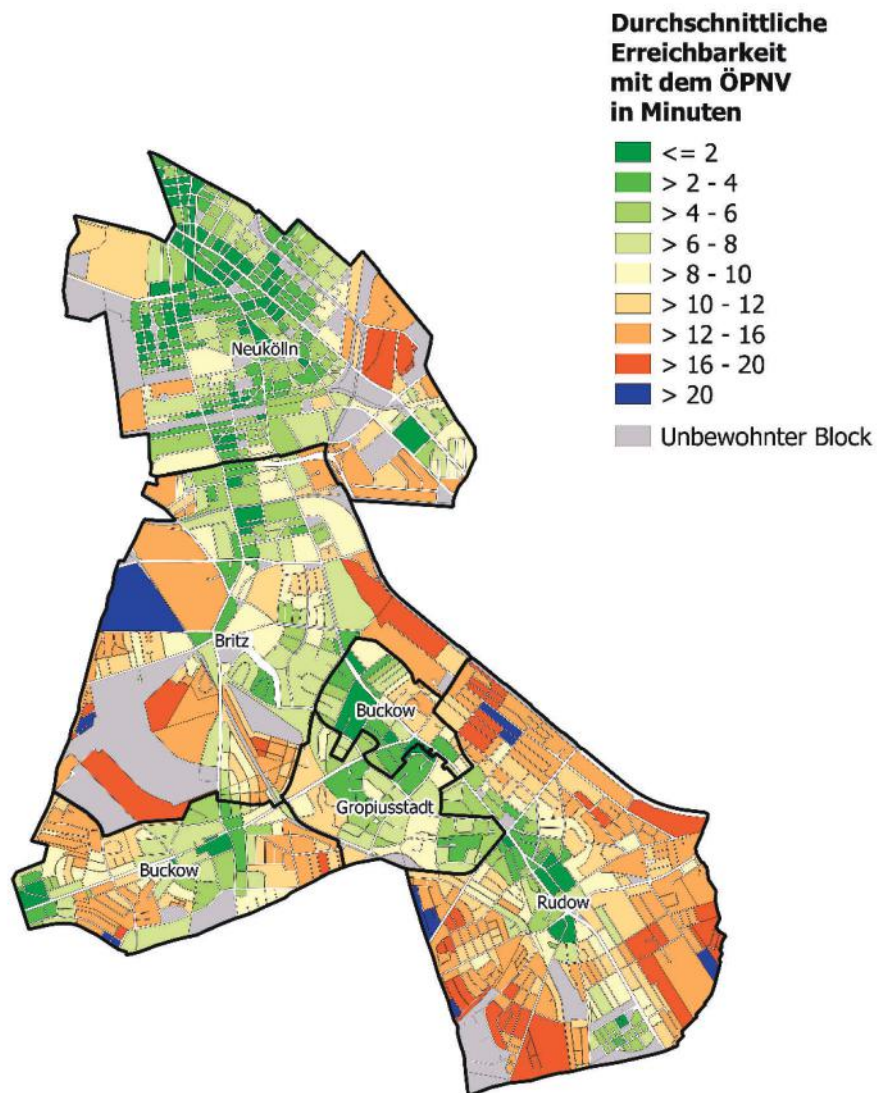 Durchschnittliche
Erreichbarkeit
mit dem ÖPNV
in Minuten
<= 2
> 2 - 4
> 4 - 6
> 6 - 8
> 8 - 10
> 10 - 12
> 12 - 16
> 16 - 20
> 20
Unbewohnter Block
Neukölln
Britz
Buckow
Gropiusstadt
Buckow
Rudow